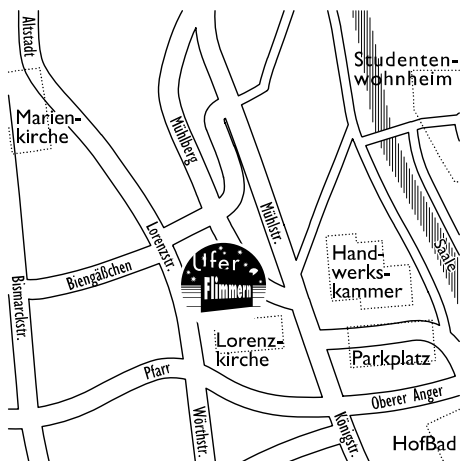 Altstadt
Studenten-
wohnheim
Marien-
kirche
Mühlberg
Mühlstr.
Lorenzstr.
Biengäßchen
Bismarckstr.
Ufer
Flimmern
Hand-
werks-
kammer
Saale
Lorenz-
kirche
Parkplatz
Pfarr
Wörthstr.
Königstr.
Oberer Anger
HofBad